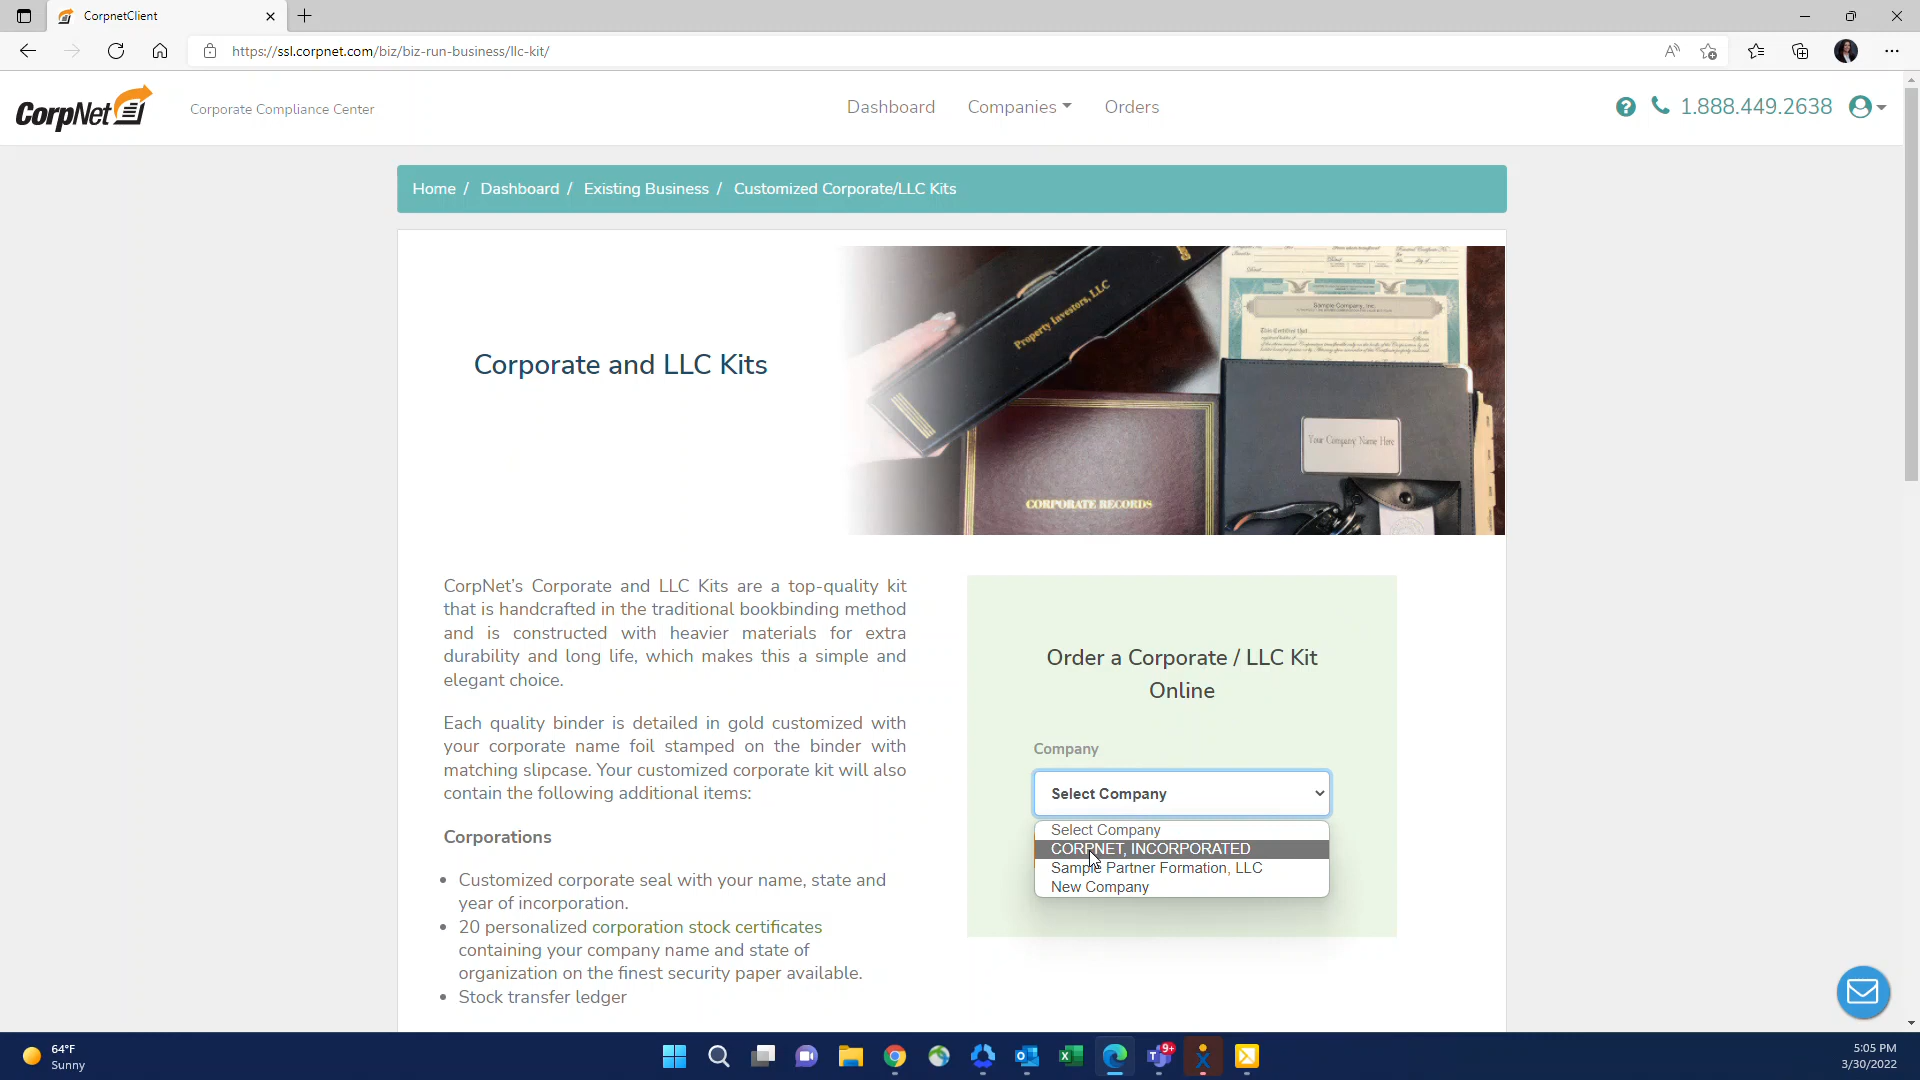 CorpnetClient
https://ssl.corpnet.com/biz/biz-run-business/llc-kit/
CorpNet
Corporate Compliance Center
Dashboard
Companies
Orders
1.888.449.2638
Home / Dashboard / Existing Business / Customized Corporate/LLC Kits
Corporate and LLC Kits
Property Investors, LLC
Sample Company, Inc.
Your Company Name Here
CORPORATE RECORDS
CorpNet's Corporate and LLC Kits are a top-quality kit
that is handcrafted in the traditional bookbinding method
and is constructed with heavier materials for extra
durability and long life, which makes this a simple and
elegant choice.
Each quality binder is detailed in gold customized with
your corporate name foil stamped on the binder with
matching slipcase. Your customized corporate kit will also
contain the following additional items:
Corporations
• Customized corporate seal with your name, state and
year of incorporation.
• 20 personalized corporation stock certificates
containing your company name and state of
organization on the finest security paper available.
• Stock transfer ledger
Order a Corporate / LLC Kit
Online
Company
Select Company
Select Company
CORPNET, INCORPORATED
Sample Partner Formation, LLC
New Company
64°F
Sunny
9+
5:05 PM
3/30/2022